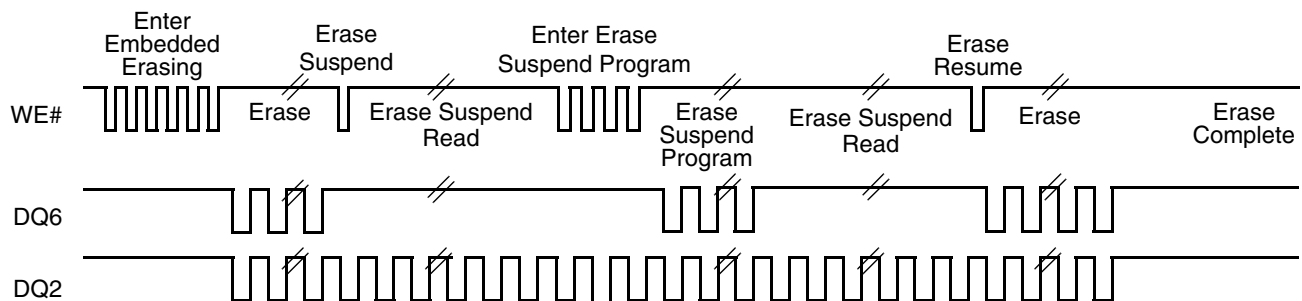 Enter
Embedded
Erasing
Erase
Suspend
Enter Erase
Suspend Program
Erase
Resume
WE#
Erase
Erase Suspend
Read
Erase
Suspend
Program
Erase Suspend
Read
Erase
Erase
Complete
DQ6
DQ2